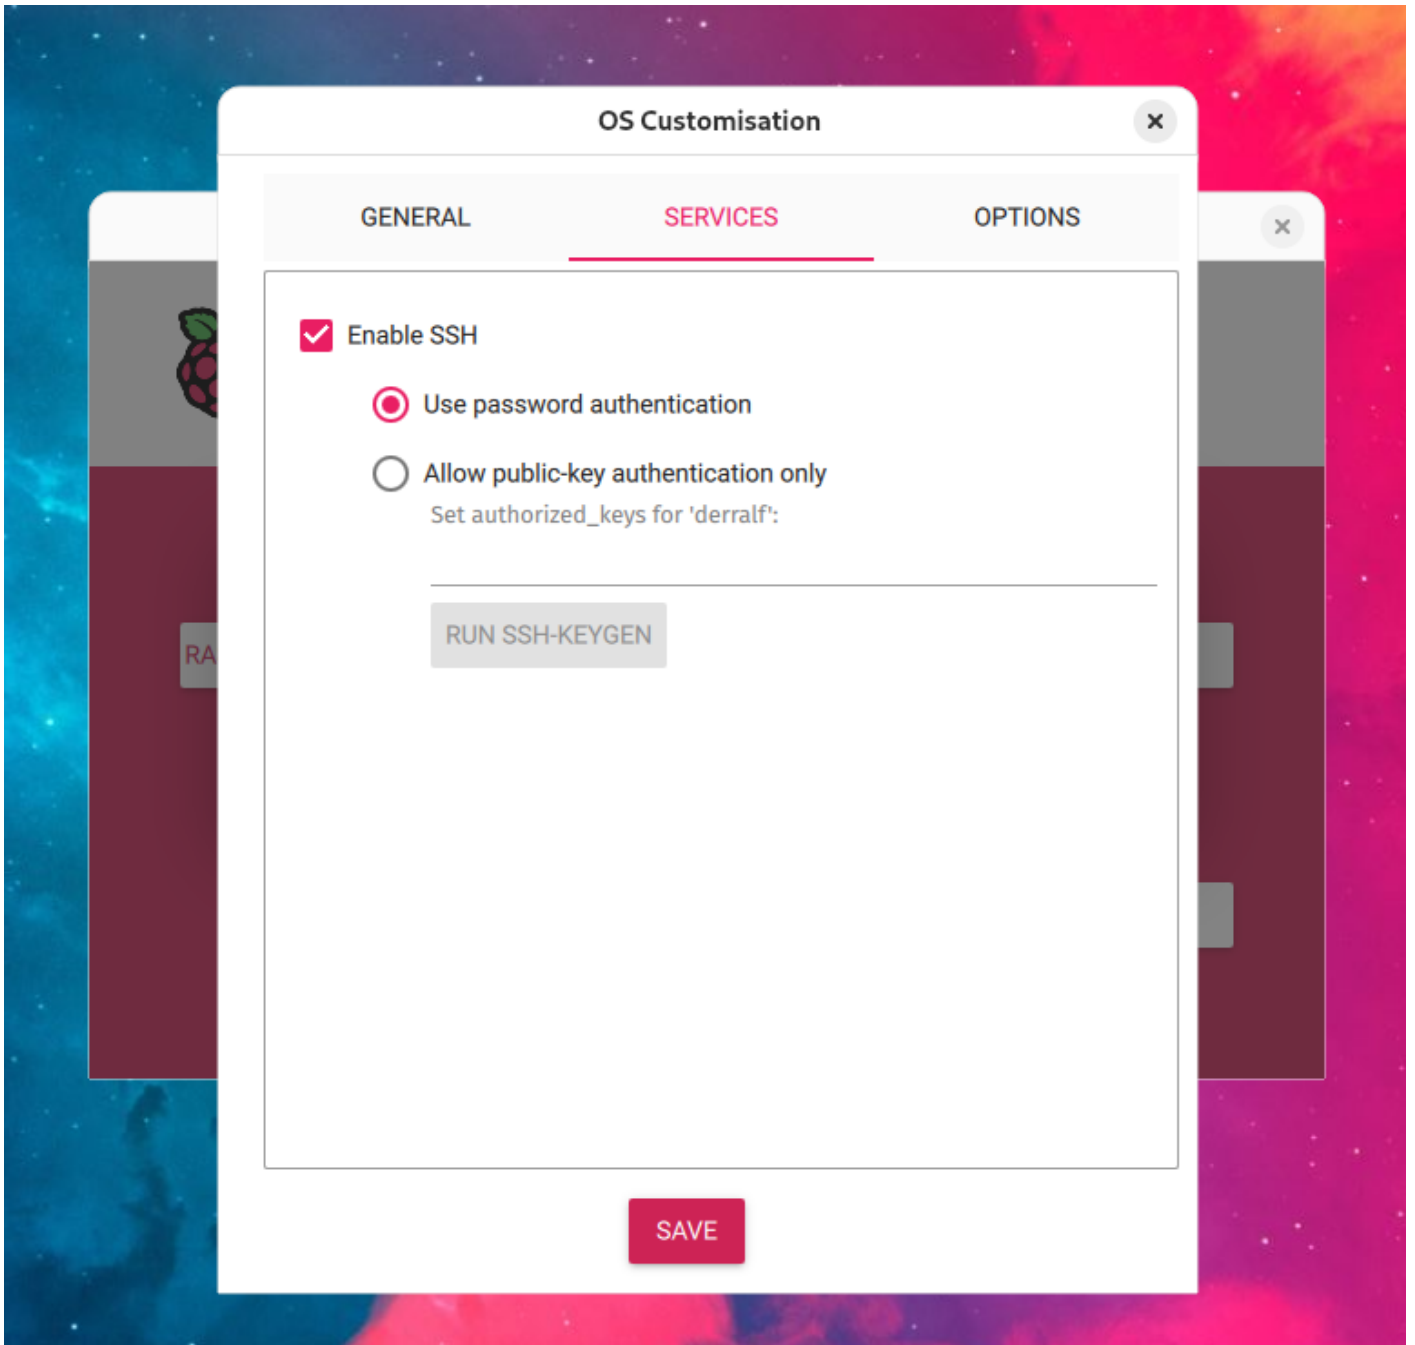 OS Customisation
GENERAL SERVICES OPTIONS
Enable SSH
Use password authentication
Allow public-key authentication only
Set authorized_keys for 'derralf':
RA
RUN SSH-KEYGEN
SAVE